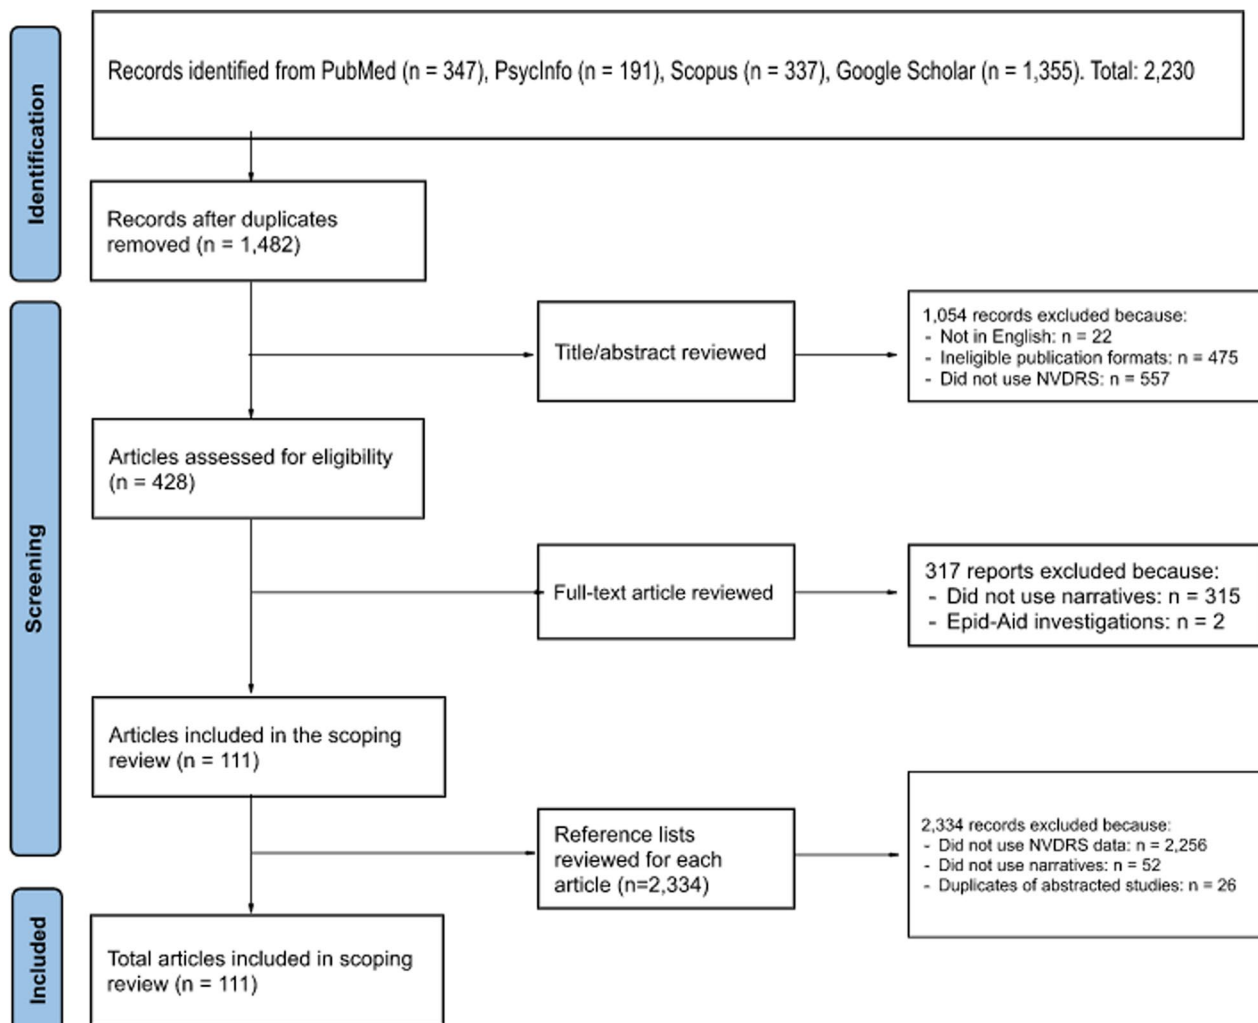 Identification
Records identified from PubMed (n = 347), PsycInfo (n = 191), Scopus (n = 337), Google Scholar (n = 1,355). Total: 2,230
Records after duplicates
removed (n = 1,482)
Screening
Title/abstract reviewed
1,054 records excluded because:
- Not in English: n = 22
- Ineligible publication formats: n = 475
- Did not use NVDRS: n = 557
Articles assessed for eligibility
(n = 428)
Full-text article reviewed
317 reports excluded because:
- Did not use narratives: n = 315
- Epid-Aid investigations: n = 2
Articles included in the scoping
review (n = 111)
Reference lists
reviewed for each
article (n=2,334)
2,334 records excluded because:
- Did not use NVDRS data: n = 2,256
- Did not use narratives: n = 52
- Duplicates of abstracted studies: n = 26
Included
Total articles included in scoping
review (n = 111)